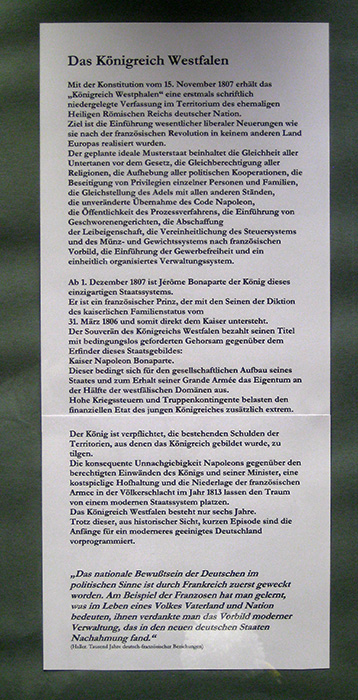 Das Königreich Westfalen
Mit der Konstitution vom 15. November 1807 erhält das
„Königreich Westphalen" eine erstmals schriftlich
niedergelegte Verfassung im Territorium des ehemaligen
Heiligen Römischen Reichs deutscher Nation.
Ziel ist die Einführung wesentlicher liberaler Neuerungen wie
sie nach der französischen Revolution in keinem anderen Land
Europas realisiert wurden.
Der geplante ideale Musterstaat beinhaltet die Gleichheit aller
Untertanen vor dem Gesetz, die Gleichberechtigung aller
Religionen, die Aufhebung aller politischen Kooperationen, die
Beseitigung von Privilegien einzelner Personen und Familien,
die Gleichstellung des Adels mit allen anderen Ständen,
die unveränderte Übernahme des Code Napoleon,
die Öffentlichkeit des Prozessverfahrens, die Einführung von
Geschworenengerichten, die Abschaffung
der Leibeigenschaft, die Vereinheitlichung des Steuersystems
und des Münz- und Gewichtssystems nach französischen
Vorbild, die Einführung der Gewerbefreiheit und ein
einheitlich organisiertes Verwaltungssystem.
Ab 1. Dezember 1807 ist Jérôme Bonaparte der König dieses
einzigartigen Staatssystems.
Er ist ein französischer Prinz, der mit den Seinen der Diktion
des kaiserlichen Familienstatus vom
31. März 1806 und somit direkt dem Kaiser untersteht.
Der Souverän des Königreichs Westfalen bezahlt seinen Titel
mit bedingungslos geforderten Gehorsam gegenüber dem
Erfinder dieses Staatsgebildes:
Kaiser Napoleon Bonaparte.
Dieser bedingt sich für den gesellschaftlichen Aufbau seines
Staates und zum Erhalt seiner Grande Armée das Eigentum an
der Hälfte der westfälischen Domänen aus.
Hohe Kriegssteuern und Truppenkontingente belasten den
finanziellen Etat des jungen Königreiches zusätzlich extrem.
Der König ist verpflichtet, die bestehenden Schulden der
Territorien, aus denen das Königreich gebildet wurde, zu
tilgen.
Die konsequente Unnachgiebigkeit Napoleons gegenüber den
berechtigten Einwänden des Königs und seiner Minister, eine
kostspielige Hofhaltung und die Niederlage der französischen
Armee in der Völkerschlacht im Jahr 1813 lassen den Traum
von einem modernen Staatssystem platzen.
Das Königreich Westfalen besteht nur sechs Jahre.
Trotz dieser, aus historischer Sicht, kurzen Episode sind die
Anfänge für ein moderneres geeinigtes Deutschland
vorprogrammiert.
„Das nationale Bewußtsein der Deutschen im
politischen Sinne ist durch Frankreich zuerst geweckt
worden. Am Beispiel der Franzosen hat man gelernt,
was im Leben eines Volkes Vaterland und Nation
bedeuten, ihnen verdankte man das Vorbild moderner
Verwaltung, das in den neuen deutschen Staaten
Nachahmung fand."
(Haller. Tausend Jahre deutsch-französischer Beziehungen)